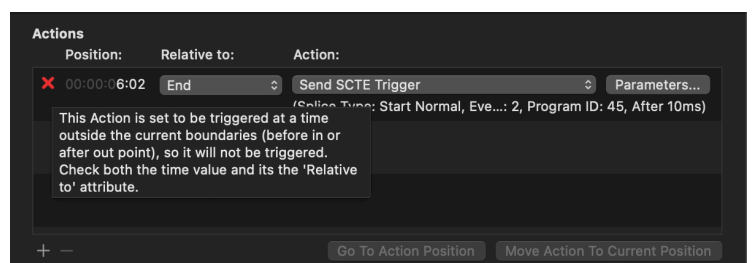 Actions
Position: Relative to: Action:
00:00:06:02 End Send SCTE Trigger Parameters...
(Splice Type: Start Normal, Eve...: 2, Program ID: 45, After 10ms)
This Action is set to be triggered at a time
outside the current boundaries (before in or
after out point), so it will not be triggered.
Check both the time value and its the 'Relative
to' attribute.
+ − Go To Action Position Move Action To Current Position